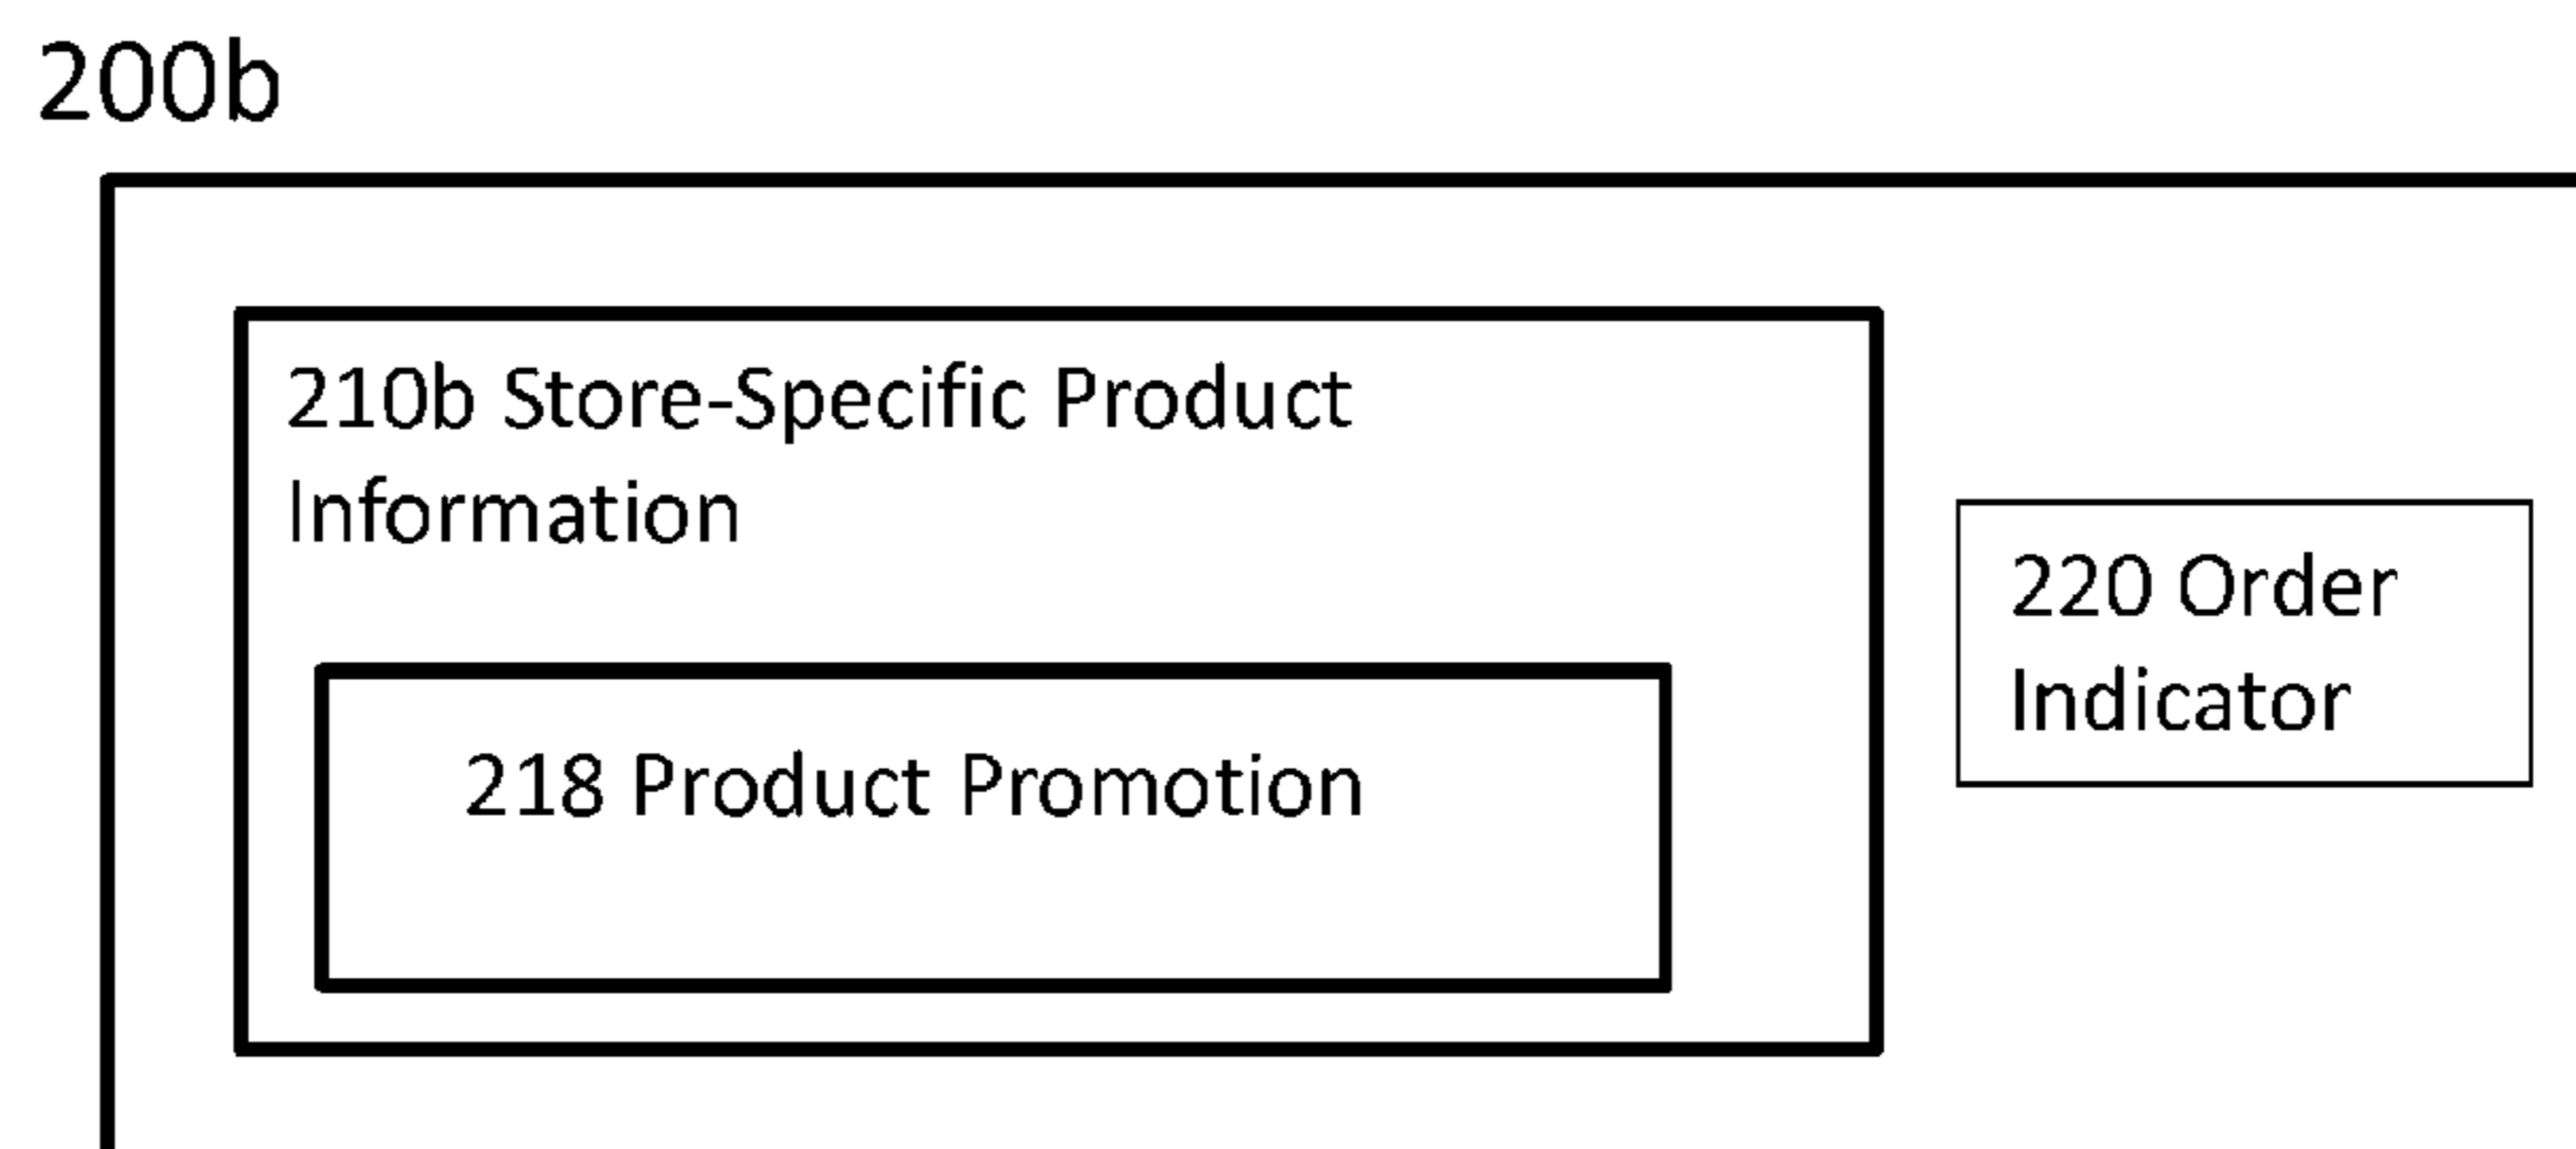 200b
210b Store-Specific Product
Information
218 Product Promotion
220 Order
Indicator